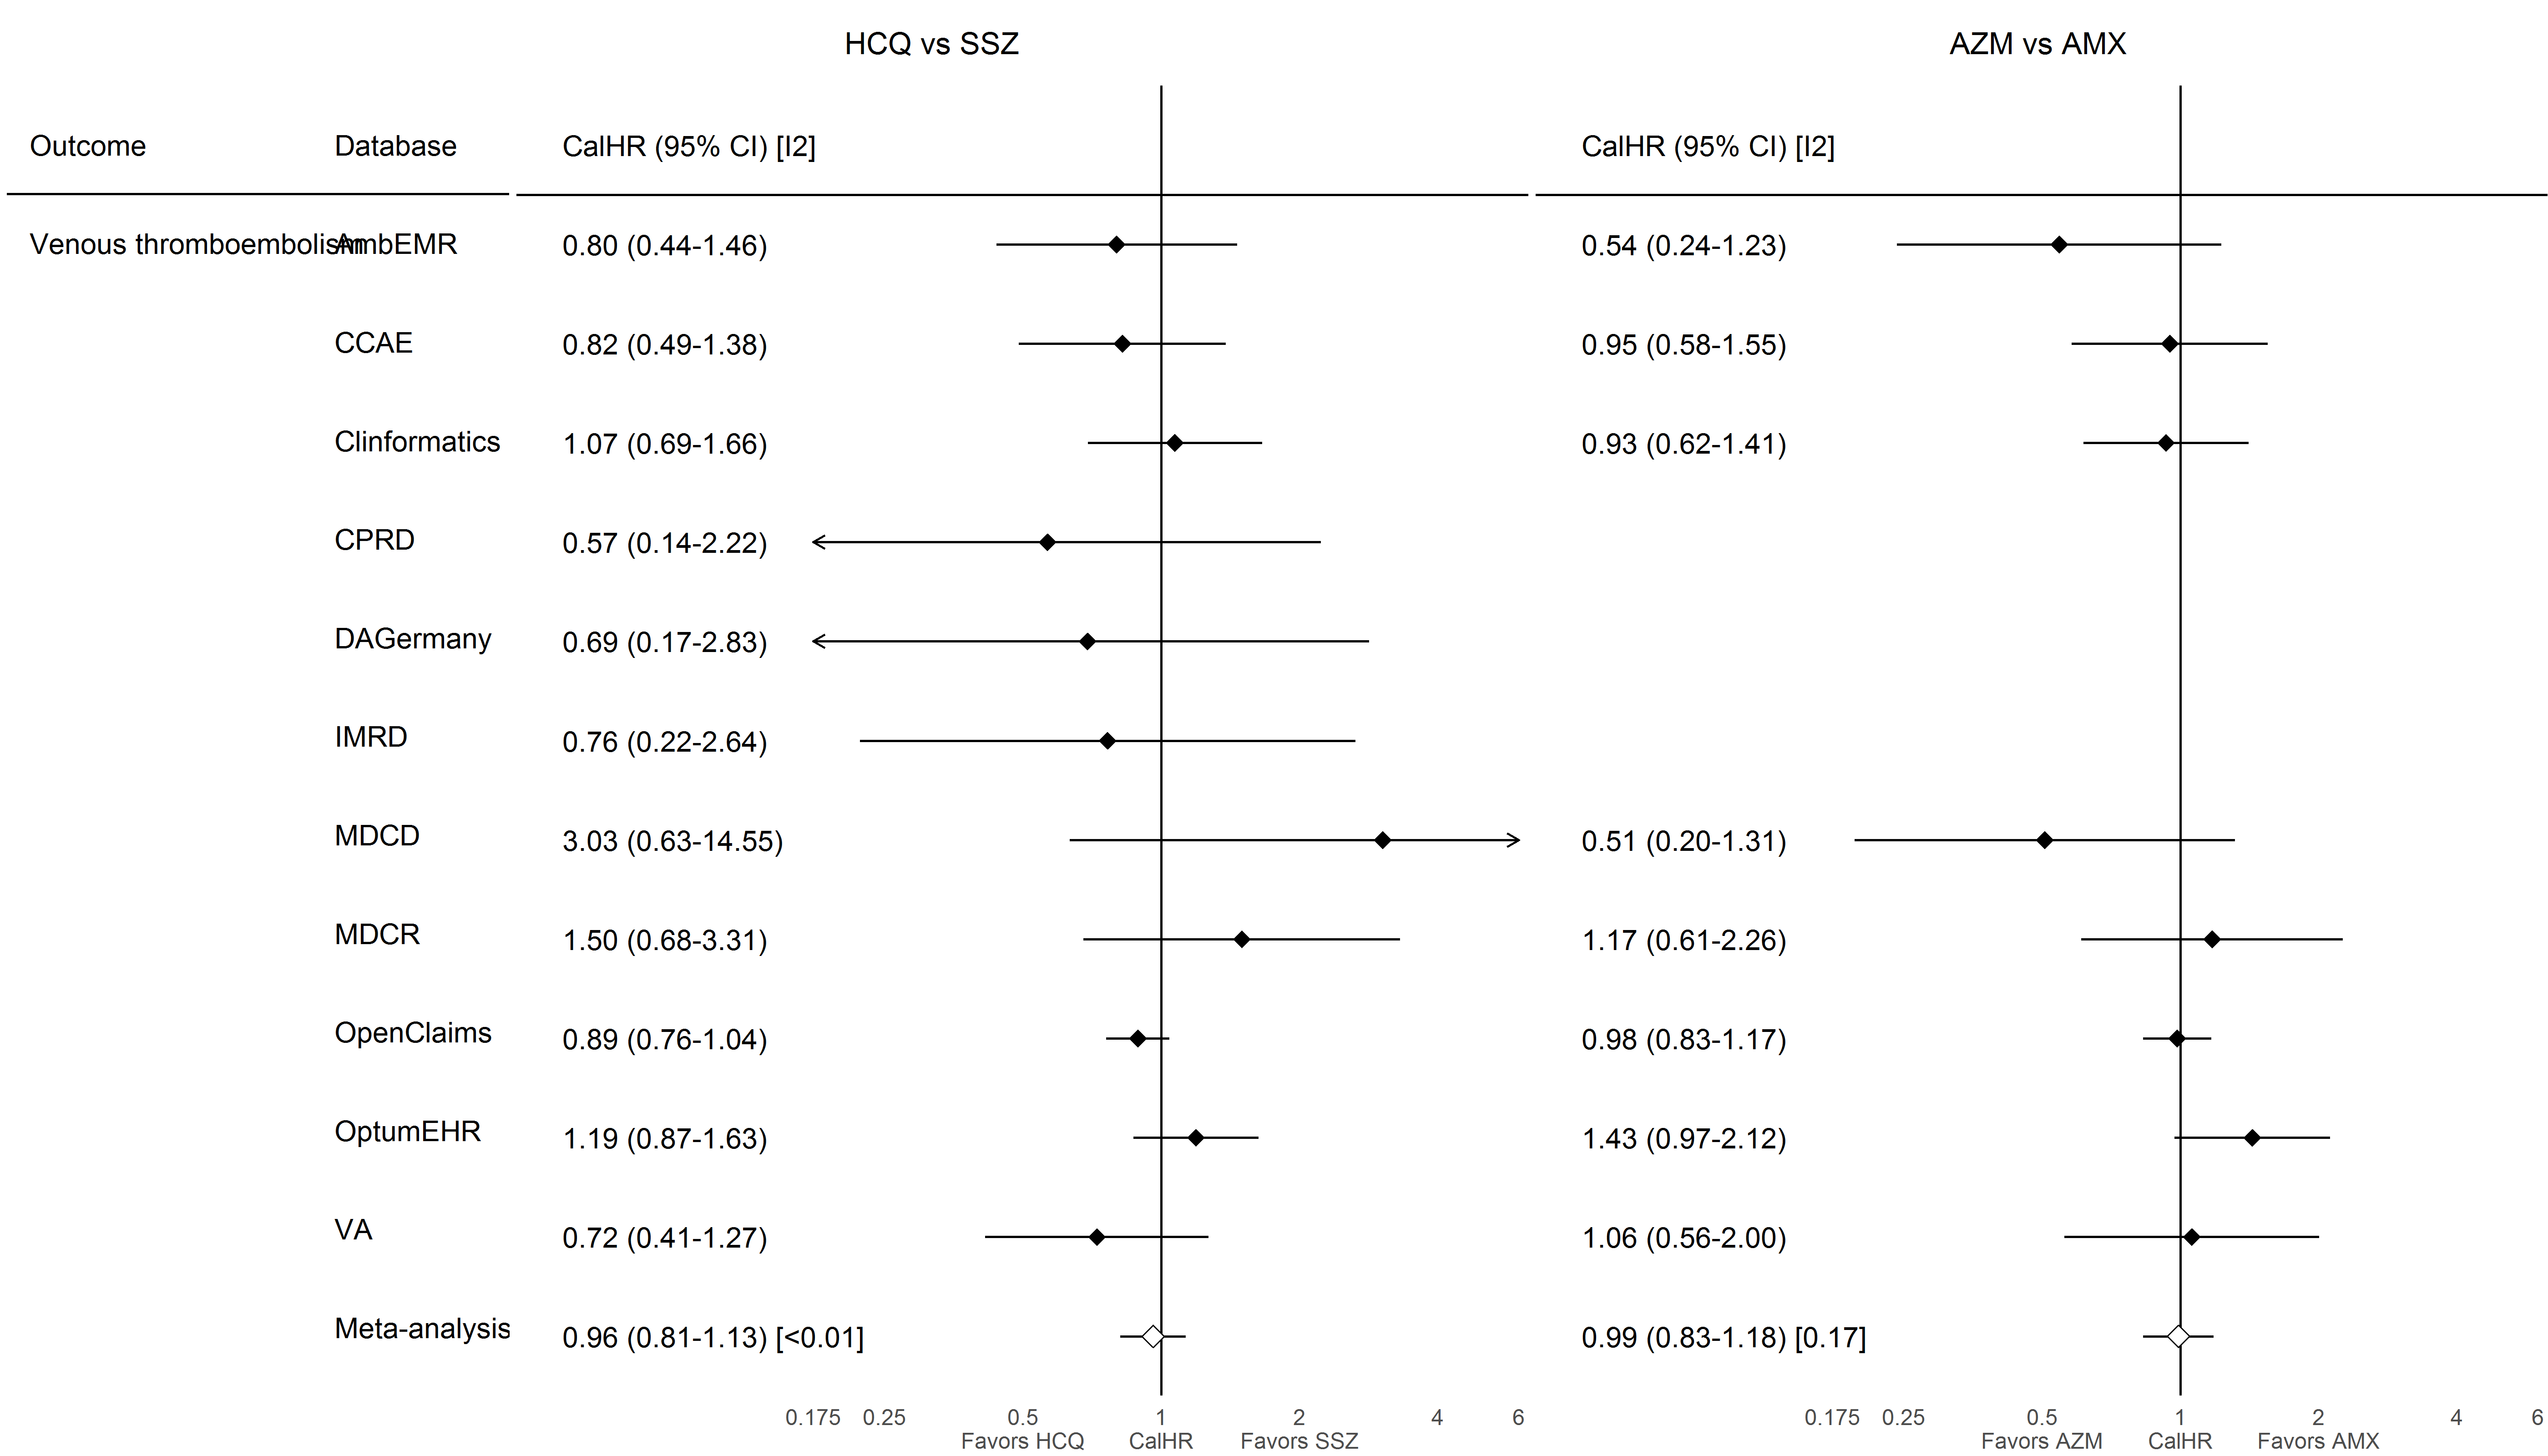 HCQ vs SSZ AZM vs AMX
Outcome Database CalHR (95% CI) [I2] CalHR (95% CI) [I2]
Venous thromboembolism AmbEMR 0.80 (0.44-1.46) 0.54 (0.24-1.23)
CCAE 0.82 (0.49-1.38) 0.95 (0.58-1.55)
Clinformatics 1.07 (0.69-1.66) 0.93 (0.62-1.41)
CPRD 0.57 (0.14-2.22)
DAGermany 0.69 (0.17-2.83)
IMRD 0.76 (0.22-2.64)
MDCD 3.03 (0.63-14.55) 0.51 (0.20-1.31)
MDCR 1.50 (0.68-3.31) 1.17 (0.61-2.26)
OpenClaims 0.89 (0.76-1.04) 0.98 (0.83-1.17)
OptumEHR 1.19 (0.87-1.63) 1.43 (0.97-2.12)
VA 0.72 (0.41-1.27) 1.06 (0.56-2.00)
Meta-analysis 0.96 (0.81-1.13) [<0.01] 0.99 (0.83-1.18) [0.17]
0.175 0.25 0.5 1 2 4 6 0.175 0.25 0.5 1 2 4 6
Favors HCQ CalHR Favors SSZ Favors AZM CalHR Favors AMX